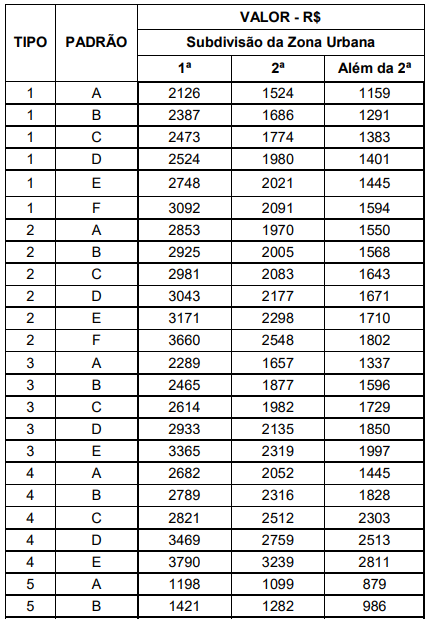 TIPO PADRÃO VALOR - R$
Subdivisão da Zona Urbana
1ª 2ª Além da 2ª
1 A 2126 1524 1159
1 B 2387 1686 1291
1 C 2473 1774 1383
1 D 2524 1980 1401
1 E 2748 2021 1445
1 F 3092 2091 1594
2 A 2853 1970 1550
2 B 2925 2005 1568
2 C 2981 2083 1643
2 D 3043 2177 1671
2 E 3171 2298 1710
2 F 3660 2548 1802
3 A 2289 1657 1337
3 B 2465 1877 1596
3 C 2614 1982 1729
3 D 2933 2135 1850
3 E 3365 2319 1997
4 A 2682 2052 1445
4 B 2789 2316 1828
4 C 2821 2512 2303
4 D 3469 2759 2513
4 E 3790 3239 2811
5 A 1198 1099 879
5 B 1421 1282 986